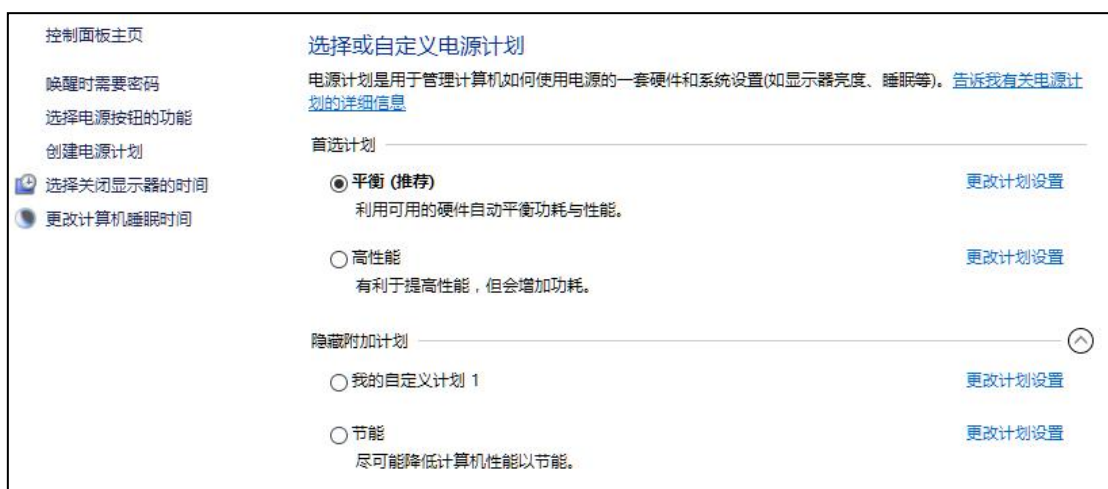 控制面板主页
唤醒时需要密码
选择电源按钮的功能
创建电源计划
选择关闭显示器的时间
更改计算机睡眠时间
选择或自定义电源计划
电源计划是用于管理计算机如何使用电源的一套硬件和系统设置(如显示器亮度、睡眠等)。告诉我有关电源计
划的详细信息
首选计划
平衡 (推荐) 更改计划设置
利用可用的硬件自动平衡功耗与性能。
高性能 更改计划设置
有利于提高性能，但会增加功耗。
隐藏附加计划
我的自定义计划 1 更改计划设置
节能 更改计划设置
尽可能降低计算机性能以节能。